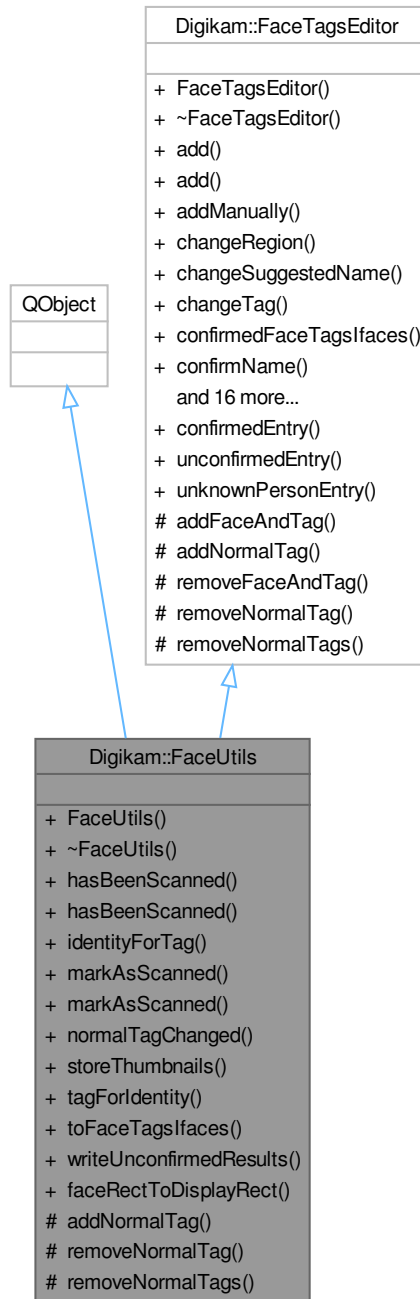 Digikam::FaceTagsEditor
+ FaceTagsEditor()
+ ~FaceTagsEditor()
+ add()
+ add()
+ addManually()
+ changeRegion()
+ changeSuggestedName()
+ changeTag()
+ confirmedFaceTagsIfaces()
+ confirmName()
and 16 more...
+ confirmedEntry()
+ unconfirmedEntry()
+ unknownPersonEntry()
# addFaceAndTag()
# addNormalTag()
# removeFaceAndTag()
# removeNormalTag()
# removeNormalTags()
QObject
Digikam::FaceUtils
+ FaceUtils()
+ ~FaceUtils()
+ hasBeenScanned()
+ hasBeenScanned()
+ identityForTag()
+ markAsScanned()
+ markAsScanned()
+ normalTagChanged()
+ storeThumbnails()
+ tagForIdentity()
+ toFaceTagsIfaces()
+ writeUnconfirmedResults()
+ faceRectToDisplayRect()
# addNormalTag()
# removeNormalTag()
# removeNormalTags()